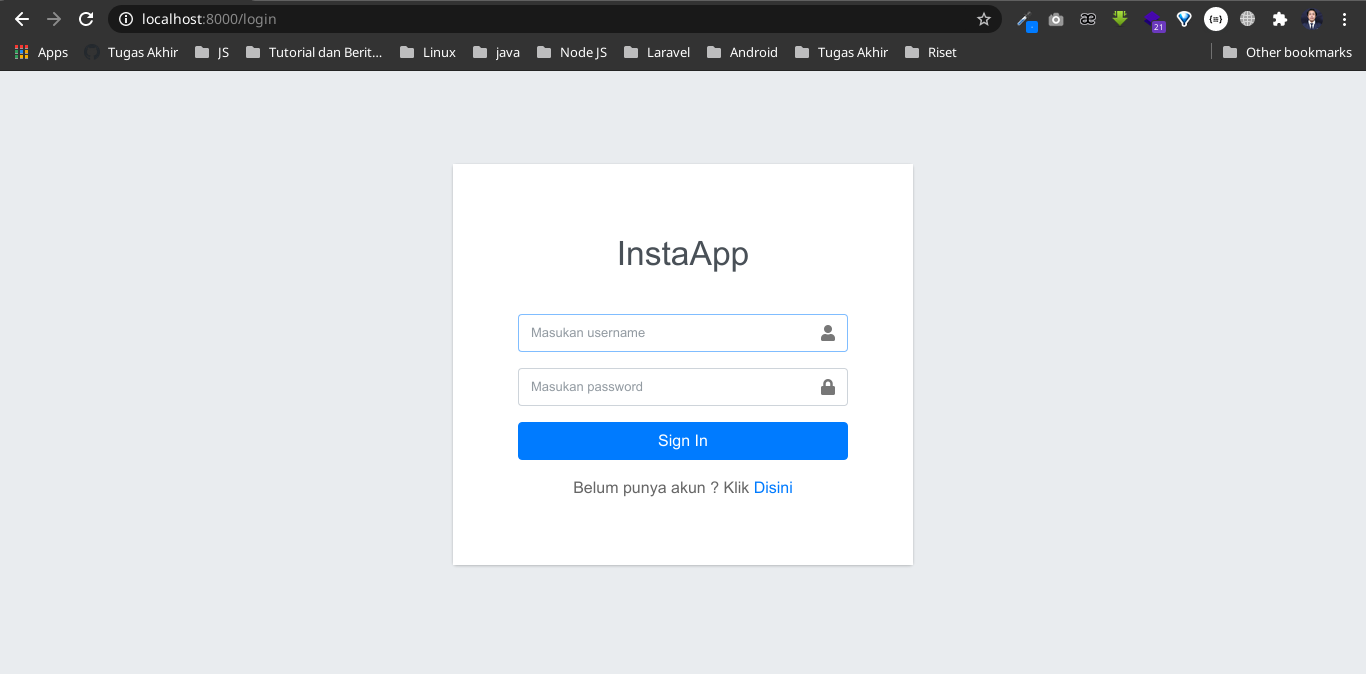 localhost:8000/login
21
Apps Tugas Akhir JS Tutorial dan Berit... Linux java Node JS Laravel Android Tugas Akhir Riset Other bookmarks
InstaApp
Masukan username
Masukan password
Sign In
Belum punya akun ? Klik Disini